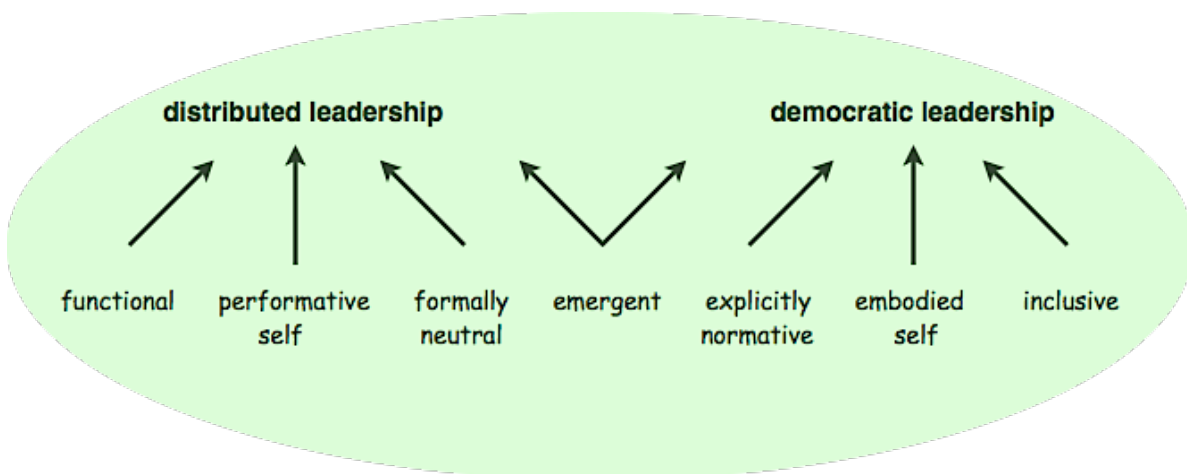 distributed leadership
democratic leadership
functional
performative
self
formally
neutral
emergent
explicitly
normative
embodied
self
inclusive